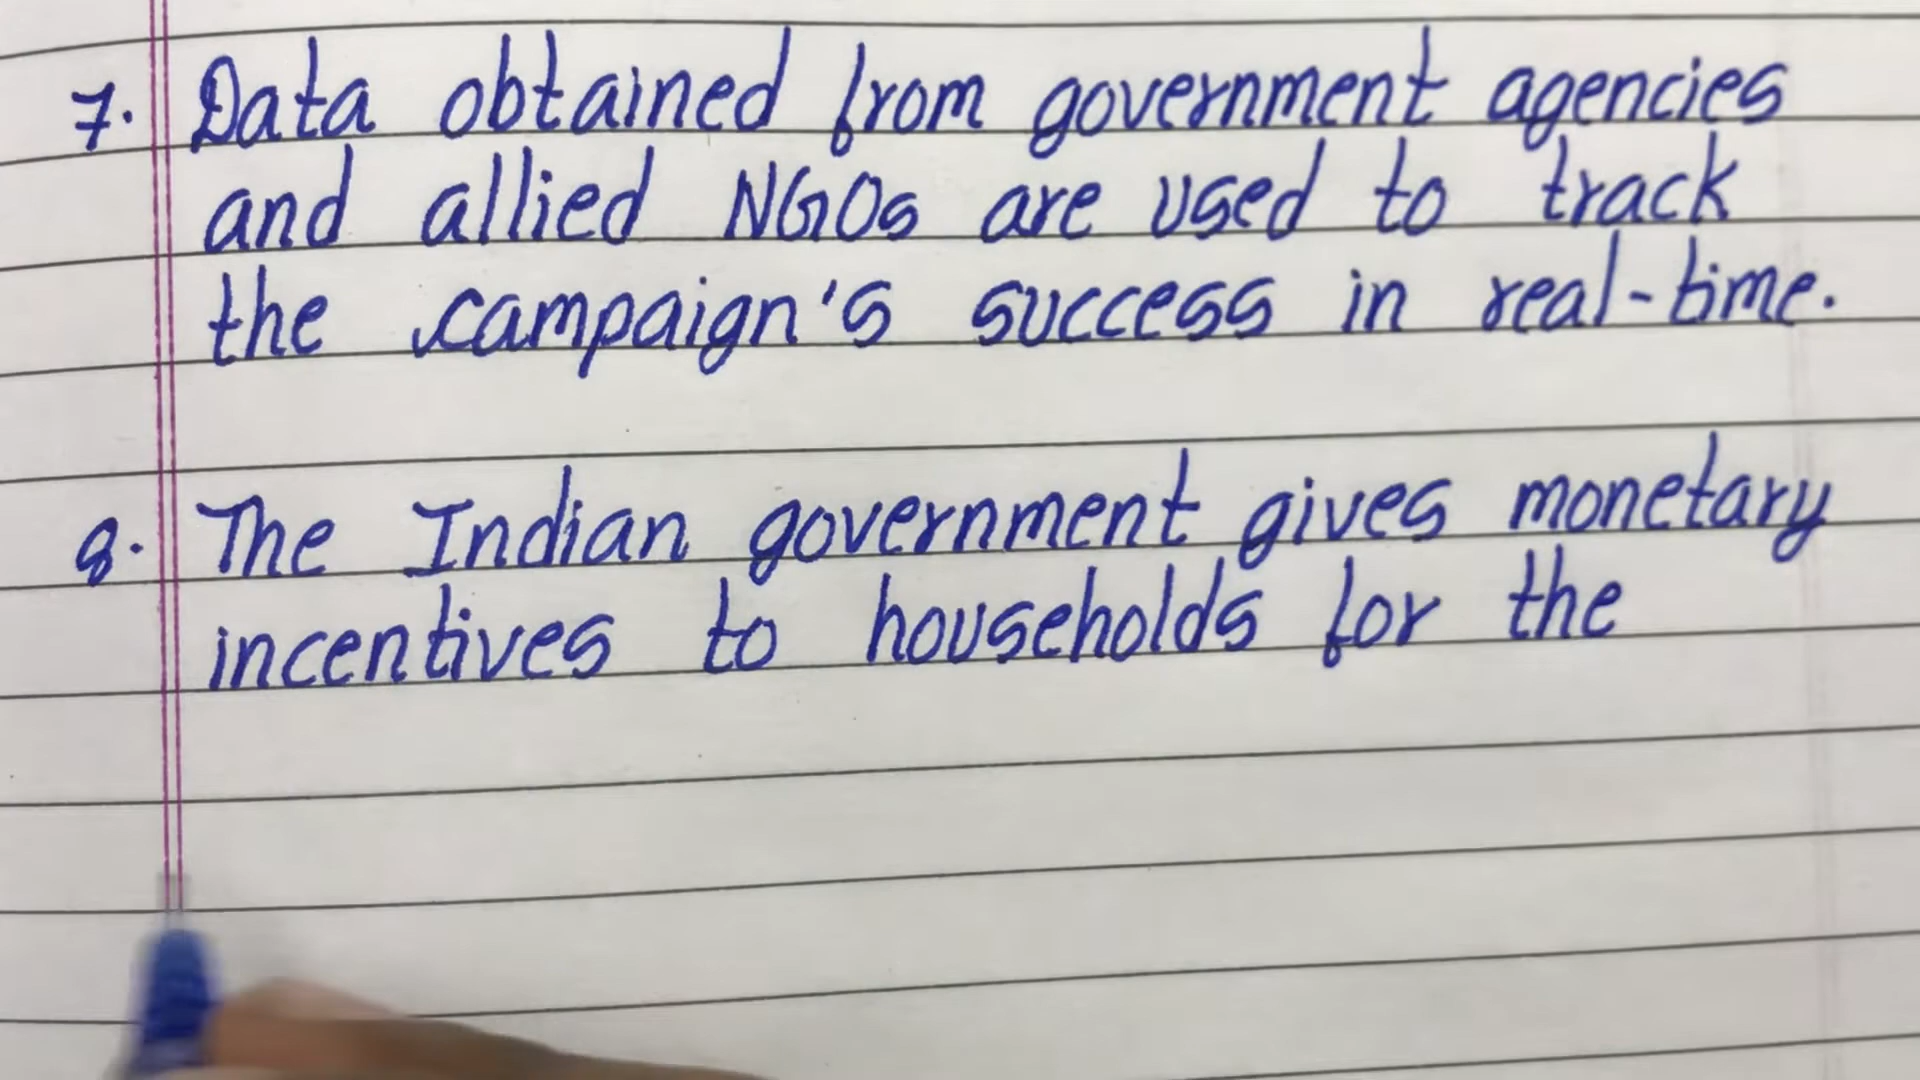 7. Data obtained from government agencies
and allied NGOs are used to track
the campaign's success in real-time.
8. The Indian government gives monetary
incentives to households for the